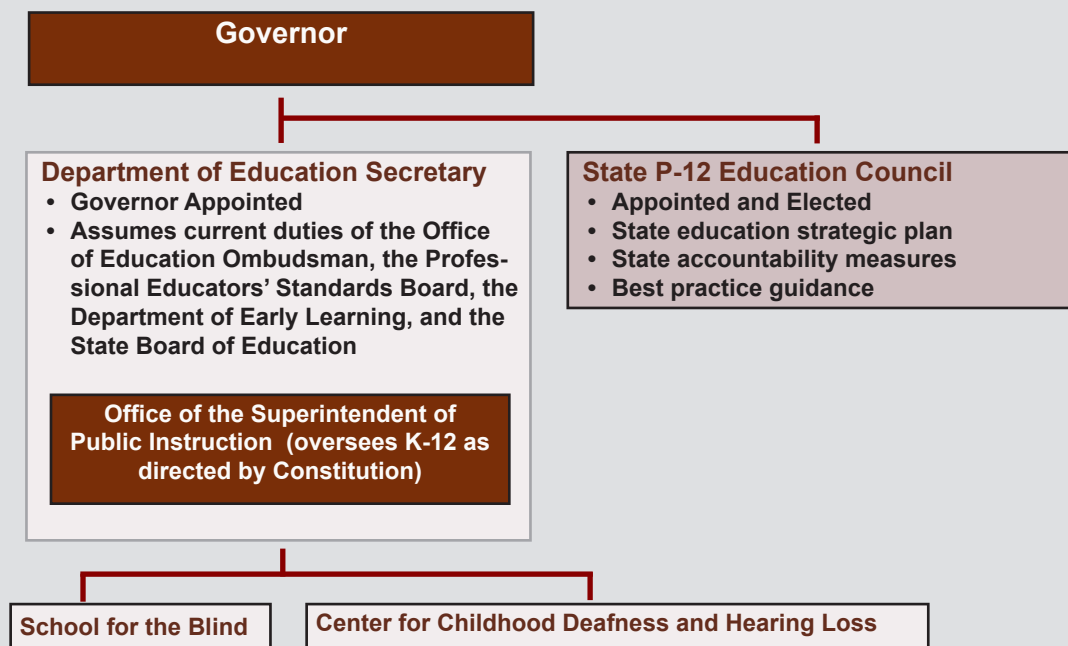 Governor
Department of Education Secretary
• Governor Appointed
• Assumes current duties of the Office
of Education Ombudsman, the Profes-
sional Educators' Standards Board, the
Department of Early Learning, and the
State Board of Education
Office of the Superintendent of
Public Instruction (oversees K-12 as
directed by Constitution)
State P-12 Education Council
• Appointed and Elected
• State education strategic plan
• State accountability measures
• Best practice guidance
School for the Blind
Center for Childhood Deafness and Hearing Loss